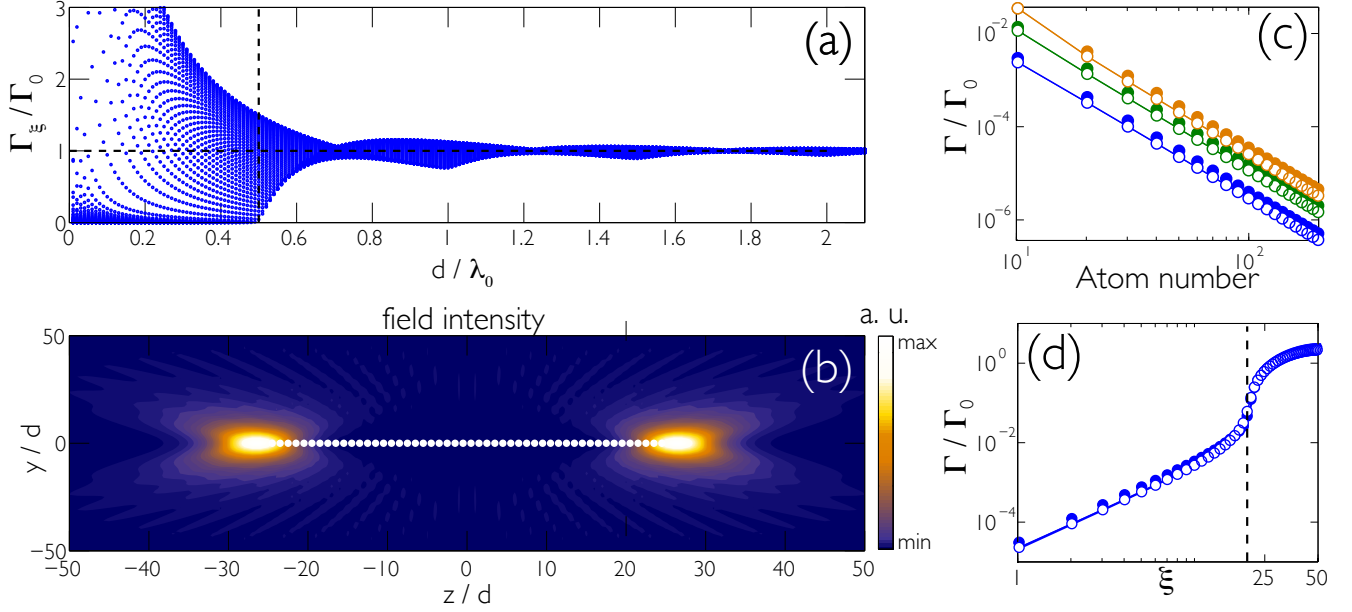 (a)
3
2
1
0
Γξ / Γ0
0
0.2
0.4
0.6
0.8
1
1.2
1.4
1.6
1.8
2
d / λ0
field intensity
(b)
50
0
−50
y / d
−50
−40
−30
−20
−10
0
10
20
30
40
50
z / d
a. u.
max
min
(c)
10^-2
10^-4
10^-6
Γ / Γ0
10^1
10^2
Atom number
(d)
10^0
10^-2
10^-4
Γ / Γ0
1
25
50
ξ